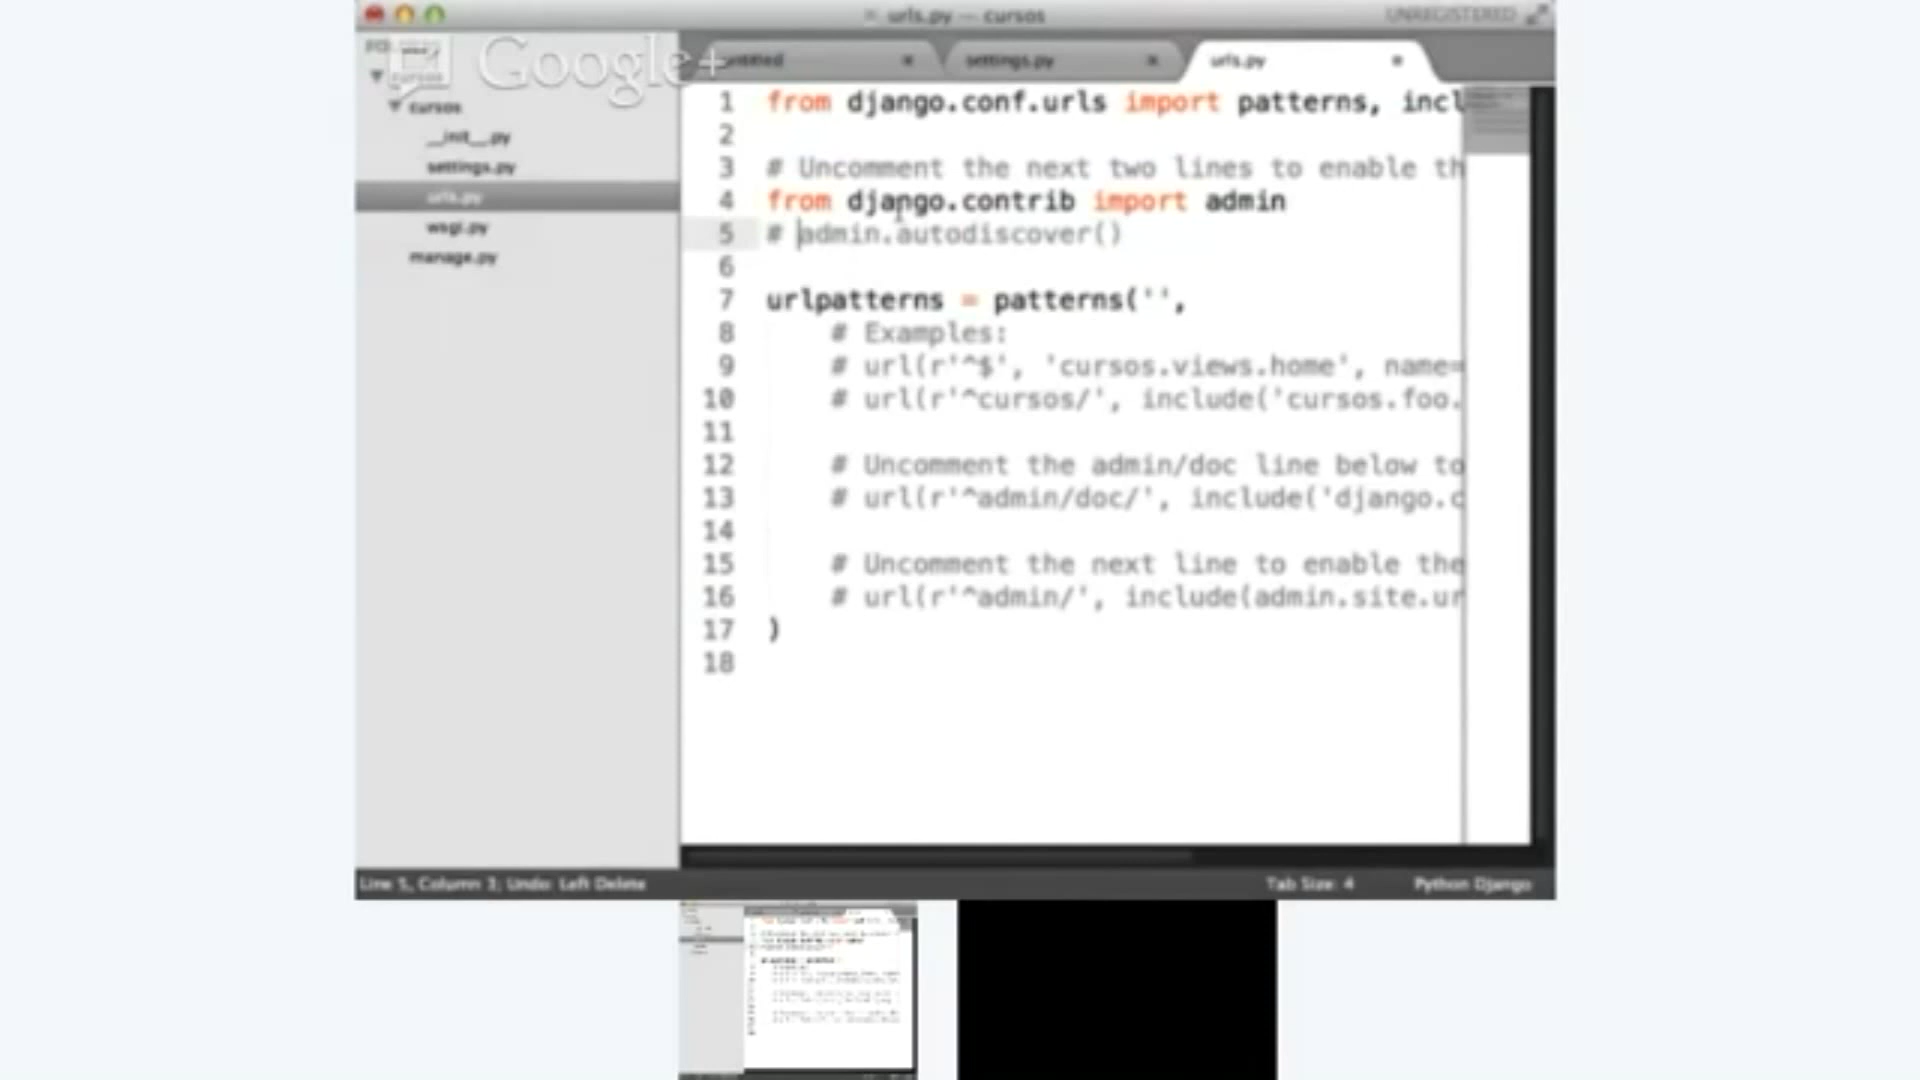 urls.py — cursos
UNREGISTERED
Google+
untitled
settings.py
urls.py
cursos
cursos
__init__.py
settings.py
urls.py
wsgi.py
manage.py
1 from django.conf.urls import patterns, incl
2
3 # Uncomment the next two lines to enable th
4 from django.contrib import admin
5 # admin.autodiscover()
6
7 urlpatterns = patterns('',
8 # Examples:
9 # url(r'^$', 'cursos.views.home', name=
10 # url(r'^cursos/', include('cursos.foo.
11
12 # Uncomment the admin/doc line below to
13 # url(r'^admin/doc/', include('django.c
14
15 # Uncomment the next line to enable the
16 # url(r'^admin/', include(admin.site.ur
17 )
18
Line 5, Column 3; Undo: Left Delete
Tab Size: 4
Python Django